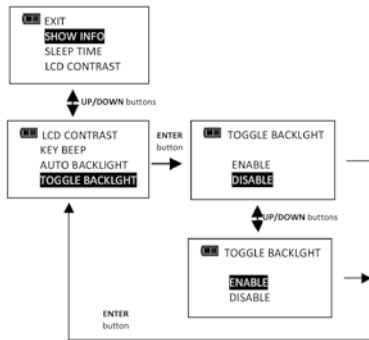 EXIT
SHOW INFO
SLEEP TIME
LCD CONTRAST
UP/DOWN buttons
LCD CONTRAST
KEY BEEP
AUTO BACKLIGHT
TOGGLE BACKLGHT
ENTER
button
TOGGLE BACKLGHT
ENABLE
DISABLE
UP/DOWN buttons
TOGGLE BACKLGHT
ENABLE
DISABLE
ENTER
button